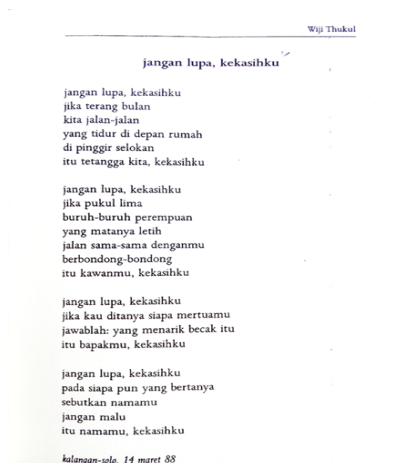 Wiji Thukul
jangan lupa, kekasihku
jangan lupa, kekasihku
jika terang bulan
kita jalan-jalan
yang tidur di depan rumah
di pinggir selokan
itu tetangga kita, kekasihku
jangan lupa, kekasihku
jika pukul lima
buruh-buruh perempuan
yang matanya letih
jalan sama-sama denganmu
berbondong-bondong
itu kawanmu, kekasihku
jangan lupa, kekasihku
jika kau ditanya siapa mertuamu
jawablah: yang menarik becak itu
itu bapakmu, kekasihku
jangan lupa, kekasihku
pada siapa pun yang bertanya
sebutkan namamu
jangan malu
itu namamu, kekasihku
kalangan-solo, 14 maret 88